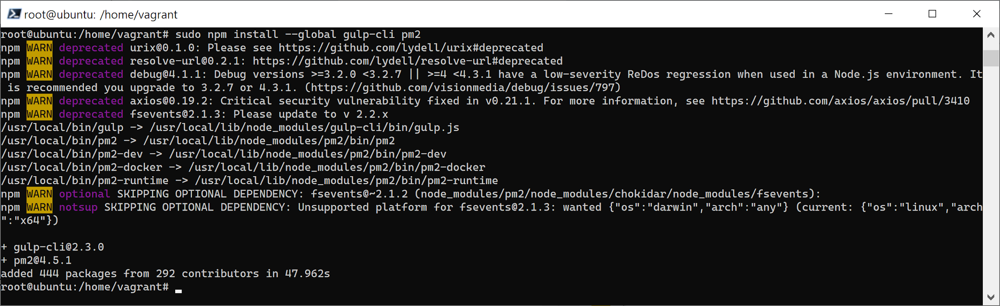 root@ubuntu: /home/vagrant
root@ubuntu:/home/vagrant# sudo npm install --global gulp-cli pm2
npm WARN deprecated urix@0.1.0: Please see https://github.com/lydell/urix#deprecated
npm WARN deprecated resolve-url@0.2.1: https://github.com/lydell/resolve-url#deprecated
npm WARN deprecated debug@4.1.1: Debug versions >=3.2.0 <3.2.7 || >=4 <4.3.1 have a low-severity ReDos regression when used in a Node.js environment. It
 is recommended you upgrade to 3.2.7 or 4.3.1. (https://github.com/visionmedia/debug/issues/797)
npm WARN deprecated axios@0.19.2: Critical security vulnerability fixed in v0.21.1. For more information, see https://github.com/axios/axios/pull/3410
npm WARN deprecated fsevents@2.1.3: Please update to v 2.2.x
/usr/local/bin/gulp -> /usr/local/lib/node_modules/gulp-cli/bin/gulp.js
/usr/local/bin/pm2 -> /usr/local/lib/node_modules/pm2/bin/pm2
/usr/local/bin/pm2-dev -> /usr/local/lib/node_modules/pm2/bin/pm2-dev
/usr/local/bin/pm2-docker -> /usr/local/lib/node_modules/pm2/bin/pm2-docker
/usr/local/bin/pm2-runtime -> /usr/local/lib/node_modules/pm2/bin/pm2-runtime
npm WARN optional SKIPPING OPTIONAL DEPENDENCY: fsevents@~2.1.2 (node_modules/pm2/node_modules/chokidar/node_modules/fsevents):
npm WARN notsup SKIPPING OPTIONAL DEPENDENCY: Unsupported platform for fsevents@2.1.3: wanted {"os":"darwin","arch":"any"} (current: {"os":"linux","arch
":"x64"})
+ gulp-cli@2.3.0
+ pm2@4.5.1
added 444 packages from 292 contributors in 47.962s
root@ubuntu:/home/vagrant#